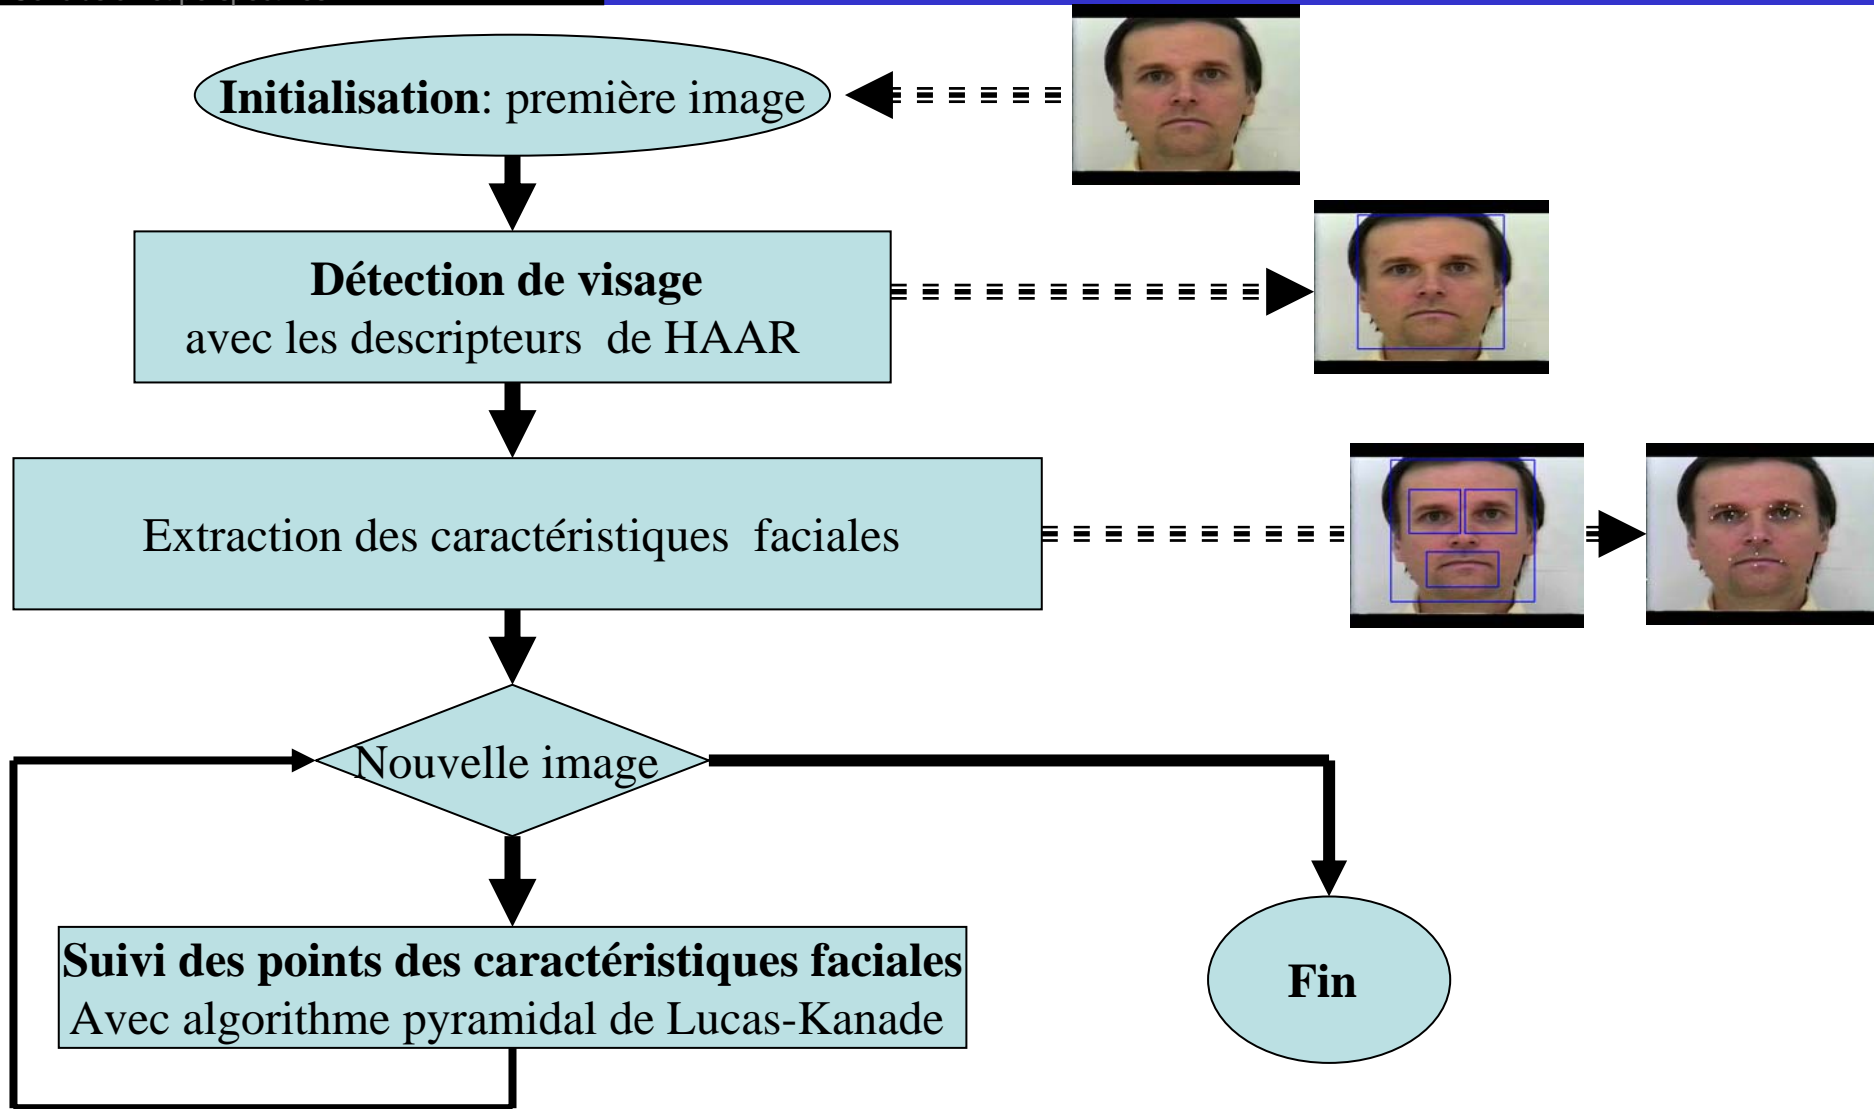 Initialisation: première image
Détection de visage
avec les descripteurs de HAAR
Extraction des caractéristiques faciales
Nouvelle image
Suivi des points des caractéristiques faciales
Avec algorithme pyramidal de Lucas-Kanade
Fin